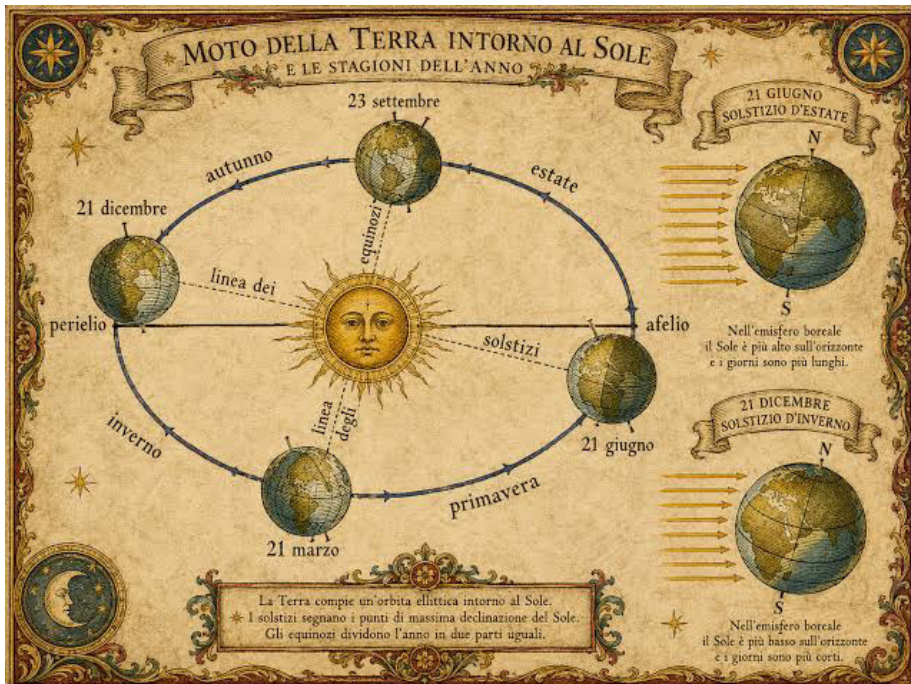 MOTO DELLA TERRA INTORNO AL SOLE
E LE STAGIONI DELL'ANNO
23 settembre
autunno
estate
21 dicembre
equinozi
linea dei
perielio
afelio
solstizi
linea
degli
inverno
21 giugno
primavera
21 marzo
La Terra compie un'orbita ellittica intorno al Sole.
I solstizi segnano i punti di massima declinazione del Sole.
Gli equinozi dividono l'anno in due parti uguali.
21 GIUGNO
SOLSTIZIO D'ESTATE
N
S
Nell'emisfero boreale
il Sole è più alto sull'orizzonte
e i giorni sono più lunghi.
21 DICEMBRE
SOLSTIZIO D'INVERNO
N
S
Nell'emisfero boreale
il Sole è più basso sull'orizzonte
e i giorni sono più corti.